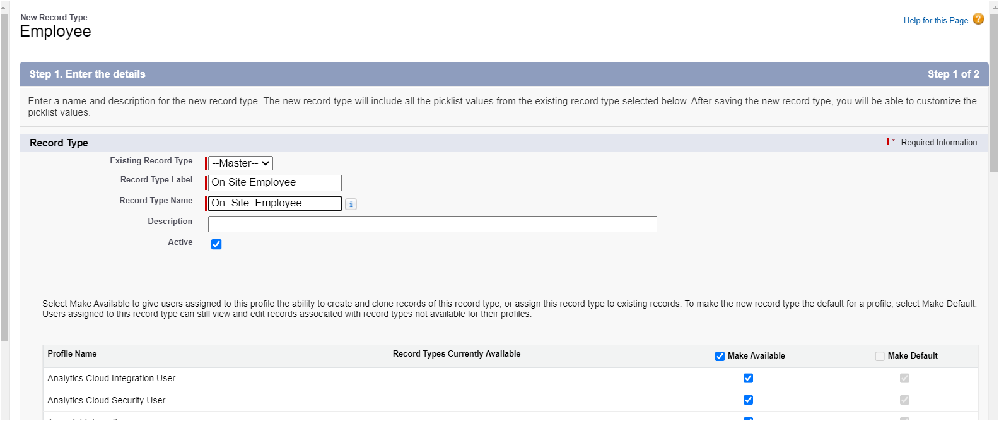 New Record Type
Employee
Help for this Page
Step 1. Enter the details
Step 1 of 2
Enter a name and description for the new record type. The new record type will include all the picklist values from the existing record type selected below. After saving the new record type, you will be able to customize the
picklist values.
Record Type
*= Required Information
Existing Record Type
--Master--
Record Type Label
On Site Employee
Record Type Name
On_Site_Employee
Description
Active
Select Make Available to give users assigned to this profile the ability to create and clone records of this record type, or assign this record type to existing records. To make the new record type the default for a profile, select Make Default.
Users assigned to this record type can still view and edit records associated with record types not available for their profiles.
Profile Name
Record Types Currently Available
Make Available
Make Default
Analytics Cloud Integration User
Analytics Cloud Security User